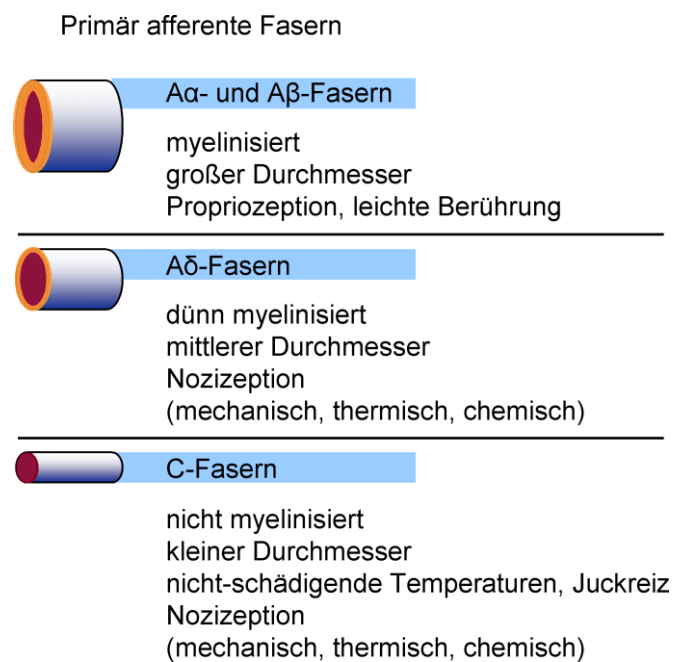 Primär afferente Fasern
Aα- und Aβ-Fasern
myelinisiert
großer Durchmesser
Propriozeption, leichte Berührung
Aδ-Fasern
dünn myelinisiert
mittlerer Durchmesser
Nozizeption
(mechanisch, thermisch, chemisch)
C-Fasern
nicht myelinisiert
kleiner Durchmesser
nicht-schädigende Temperaturen, Juckreiz
Nozizeption
(mechanisch, thermisch, chemisch)